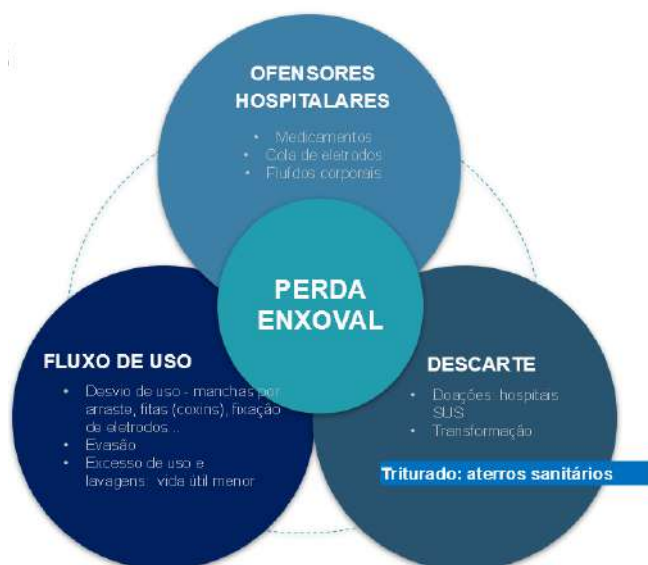 OFENSORES
HOSPITALARES
• Medicamentos
• Cola de eletrodos
• Fluídos corporais
PERDA
ENXOVAL
FLUXO DE USO
• Desvio de uso - manchas por
arraste, fitas (coxins), fixação
de eletrodos...
• Evasão
• Excesso de uso e
lavagens: vida útil menor
DESCARTE
• Doações: hospitais
SUS
• Transformação
Triturado: aterros sanitários